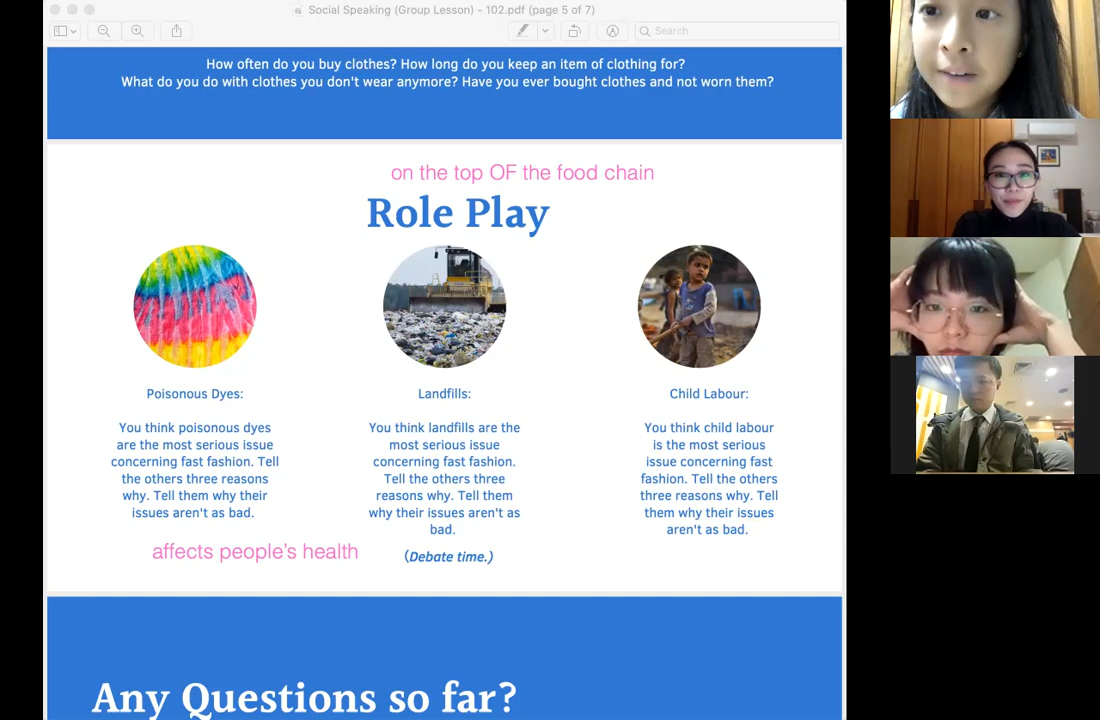 Social Speaking (Group Lesson) - 102.pdf (page 5 of 7)
Search
How often do you buy clothes? How long do you keep an item of clothing for?
What do you do with clothes you don't wear anymore? Have you ever bought clothes and not worn them?
on the top OF the food chain
Role Play
Poisonous Dyes:
You think poisonous dyes
are the most serious issue
concerning fast fashion. Tell
the others three reasons
why. Tell them why their
issues aren't as bad.
affects people's health
Landfills:
You think landfills are the
most serious issue
concerning fast fashion.
Tell the others three
reasons why. Tell them
why their issues aren't as
bad.
(Debate time.)
Child Labour:
You think child labour
is the most serious
issue concerning fast
fashion. Tell the others
three reasons why. Tell
them why their issues
aren't as bad.
Any Questions so far?